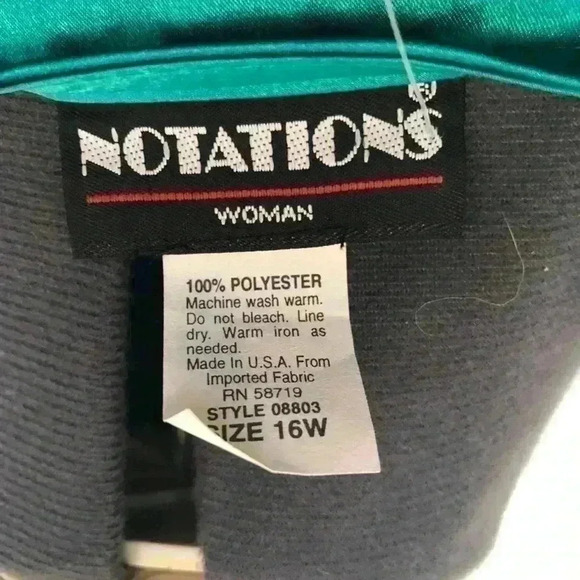 NOTATIONS®
WOMAN
100% POLYESTER
Machine wash warm.
Do not bleach. Line
dry. Warm iron as
needed.
Made In U.S.A. From
Imported Fabric
RN 58719
STYLE 08803
SIZE 16W